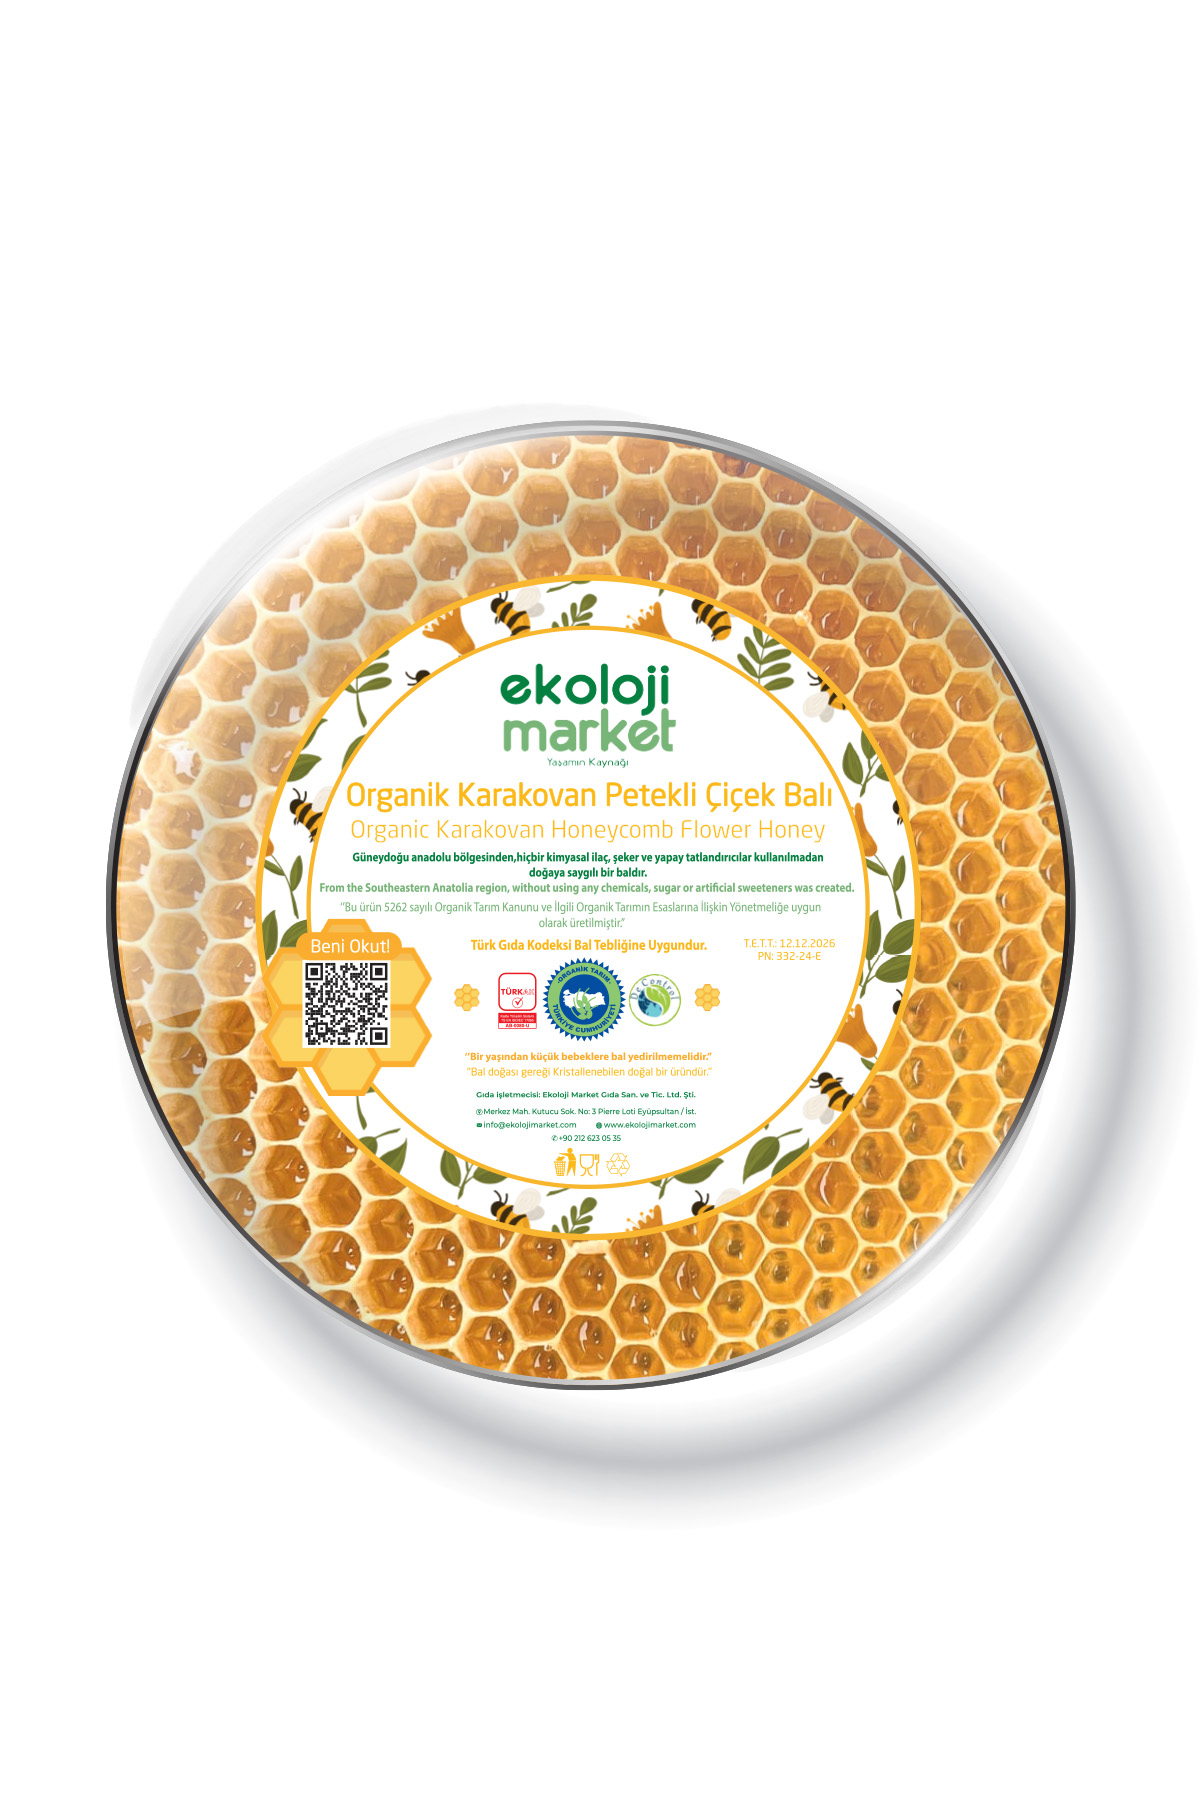 ekoloji
market
Yaşamın Kaynağı
Organik Karakovan Petekli Çiçek Balı
Organic Karakovan Honeycomb Flower Honey
Güneydoğu anadolu bölgesinden,hiçbir kimyasal ilaç, şeker ve yapay tatlandırıcılar kullanılmadan
doğaya saygılı bir baldır.
From the Southeastern Anatolia region, without using any chemicals, sugar or artificial sweeteners was created.
“Bu ürün 5262 sayılı Organik Tarım Kanunu ve İlgili Organik Tarımın Esaslarına İlişkin Yönetmeliğe uygun
olarak üretilmiştir.”
Beni Okut!
Türk Gıda Kodeksi Bal Tebliğine Uygundur.
T.E.T.T.: 12.12.2026
PN: 332-24-E
TÜRKAK
ORGANİK TARIM
TÜRKİYE CUMHURİYETİ
Control
“Bir yaşından küçük bebeklere bal yedirilmemelidir.”
“Bal doğası gereği Kristallenebilen doğal bir üründür.”
Gıda işletmecisi: Ekoloji Market Gıda San. ve Tic. Ltd. Şti.
Merkez Mah. Kutucu Sok. No: 3 Pierre Loti Eyüpsultan / İst.
info@ekolojimarket.com www.ekolojimarket.com
+90 212 623 05 35